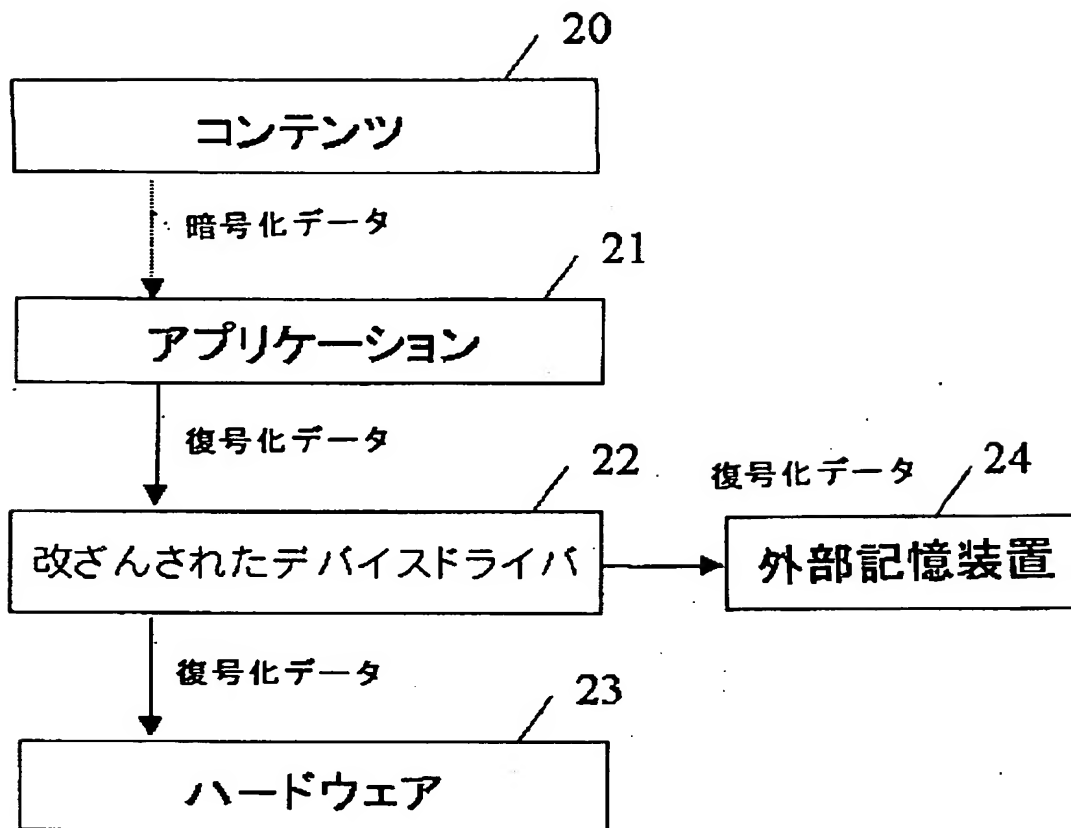 20
コンテンツ
暗号化データ
21
アプリケーション
復号化データ
22
復号化データ
24
改ざんされたデバイスドライバ
外部記憶装置
復号化データ
23
ハードウェア